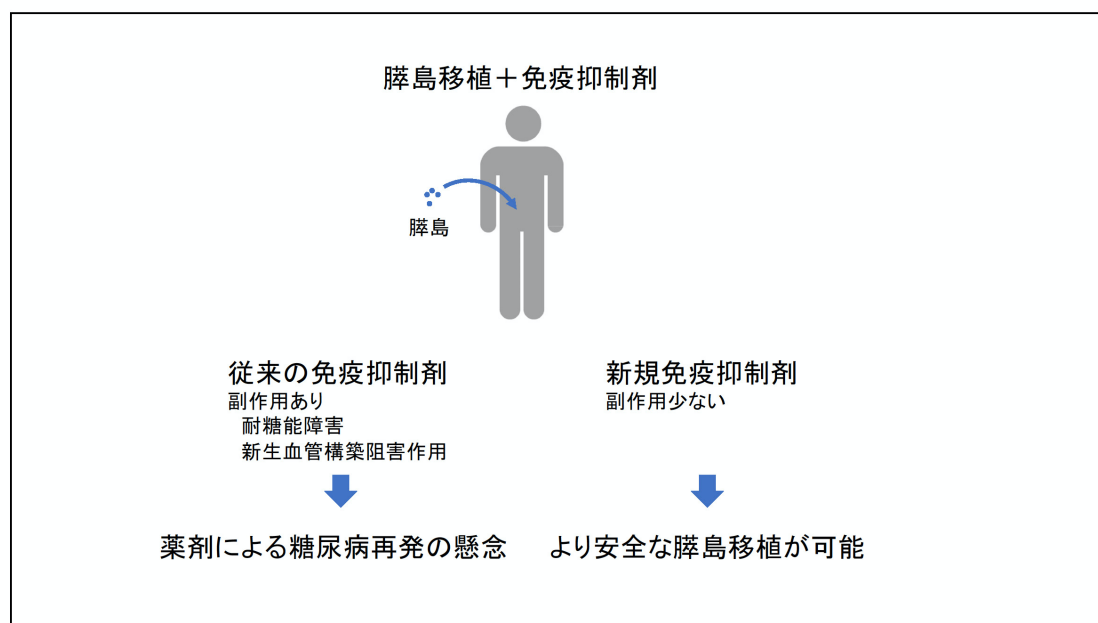 膵島移植＋免疫抑制剤
膵島
従来の免疫抑制剤
副作用あり
耐糖能障害
新生血管構築阻害作用
薬剤による糖尿病再発の懸念
新規免疫抑制剤
副作用少ない
より安全な膵島移植が可能